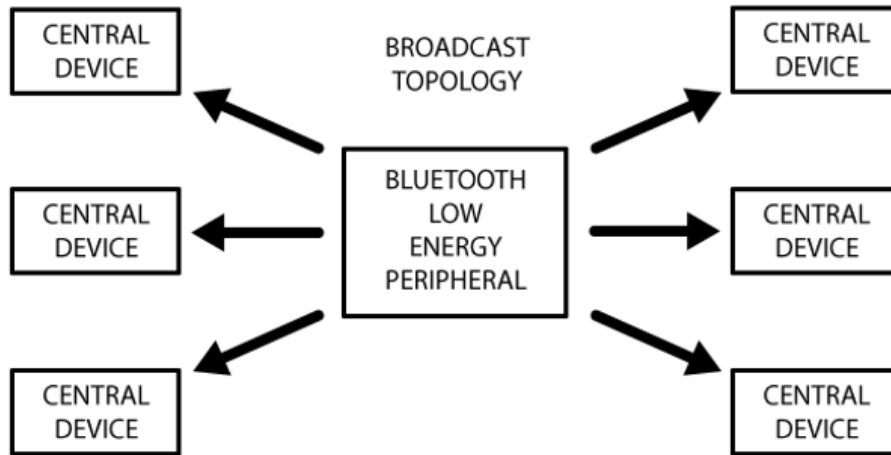 CENTRAL
DEVICE
BROADCAST
TOPOLOGY
CENTRAL
DEVICE
CENTRAL
DEVICE
BLUETOOTH
LOW
ENERGY
PERIPHERAL
CENTRAL
DEVICE
CENTRAL
DEVICE
CENTRAL
DEVICE